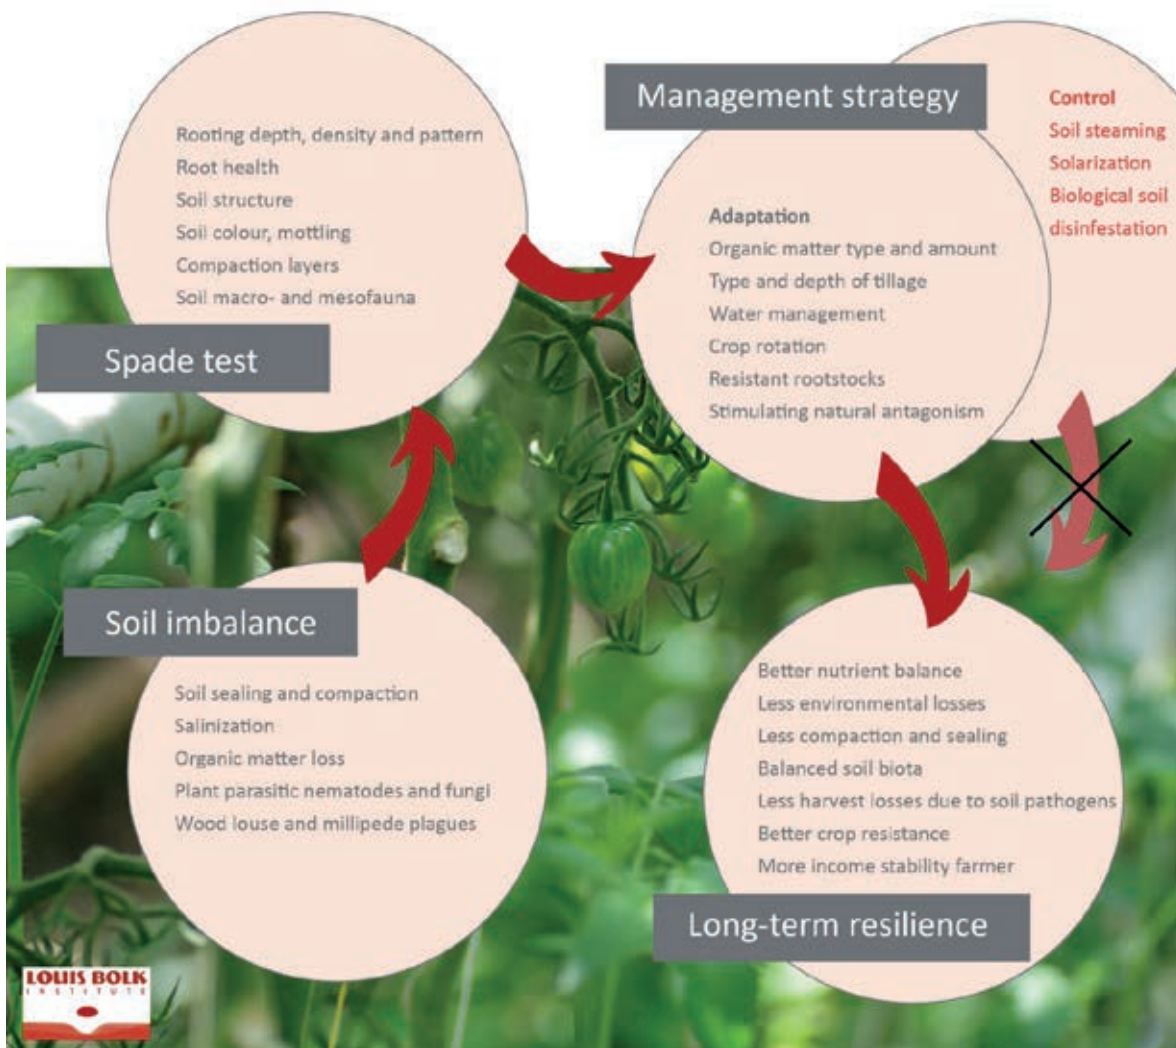 Spade test
Rooting depth, density and pattern
Root health
Soil structure
Soil colour, mottling
Compaction layers
Soil macro- and mesofauna
Management strategy
Adaptation
Organic matter type and amount
Type and depth of tillage
Water management
Crop rotation
Resistant rootstocks
Stimulating natural antagonism
Control
Soil steaming
Solarization
Biological soil
disinfestation
Soil imbalance
Soil sealing and compaction
Salinization
Organic matter loss
Plant parasitic nematodes and fungi
Wood louse and millipede plagues
Better nutrient balance
Less environmental losses
Less compaction and sealing
Balanced soil biota
Less harvest losses due to soil pathogens
Better crop resistance
More income stability farmer
Long-term resilience
LOUIS BOLK
INSTITUTE